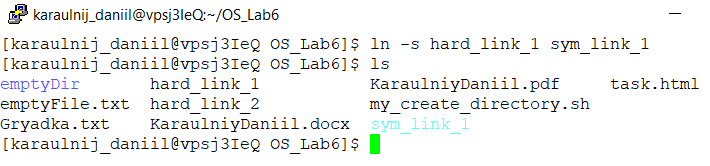 karaulnij_daniil@vpsj3IeQ:~/OS_Lab6
[karaulnij_daniil@vpsj3IeQ OS_Lab6]$ ln -s hard_link_1 sym_link_1
[karaulnij_daniil@vpsj3IeQ OS_Lab6]$ ls
emptyDir hard_link_1 KaraulniyDaniil.pdf task.html
emptyFile.txt hard_link_2 my_create_directory.sh
Gryadka.txt KaraulniyDaniil.docx sym_link_1
[karaulnij_daniil@vpsj3IeQ OS_Lab6]$